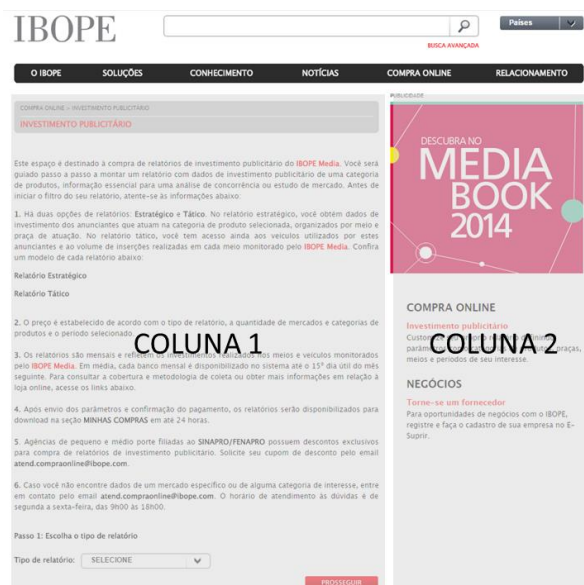 IBOPE
Países
BUSCA AVANÇADA
O IBOPE SOLUÇÕES CONHECIMENTO NOTÍCIAS COMPRA ONLINE RELACIONAMENTO
COMPRA ONLINE > INVESTIMENTO PUBLICITÁRIO
INVESTIMENTO PUBLICITÁRIO
Este espaço é destinado à compra de relatórios de investimento publicitário do IBOPE Media. Você será
guiado passo a passo a montar um relatório com dados de investimento publicitário de uma categoria
de produtos, informação essencial para uma análise de concorrência ou estudo de mercado. Antes de
iniciar o filtro do seu relatório, atente-se às informações abaixo:
1. Há duas opções de relatórios: Estratégico e Tático. No relatório estratégico, você obtém dados de
investimento dos anunciantes que atuam na categoria de produto selecionada, organizados por meio e
praça de atuação. No relatório tático, você tem acesso ainda aos veículos utilizados por estes
anunciantes e ao volume de inserções realizadas em cada meio monitorado pelo IBOPE Media. Confira
um modelo de cada relatório abaixo:
Relatório Estratégico
Relatório Tático
2. O preço é estabelecido de acordo com o tipo de relatório, a quantidade de mercados e categorias de
produtos e o período selecionado.
COLUNA 1
3. Os relatórios são mensais e refletem os investimentos realizados nos meios e veículos monitorados
pelo IBOPE Media. Em média, cada banco mensal é disponibilizado no sistema até o 15º dia útil do mês
seguinte. Para consultar a cobertura e metodologia de coleta ou obter mais informações em relação à
loja online, acesse os links abaixo.
4. Após envio dos parâmetros e confirmação do pagamento, os relatórios serão disponibilizados para
download na seção MINHAS COMPRAS em até 24 horas.
5. Agências de pequeno e médio porte filiadas ao SINAPRO/FENAPRO possuem descontos exclusivos
para compra de relatórios de investimento publicitário. Solicite seu cupom de desconto pelo email
atend.compraonline@ibope.com.
6. Caso você não encontre dados de um mercado específico ou de alguma categoria de interesse, entre
em contato pelo email atend.compraonline@ibope.com. O horário de atendimento às dúvidas é de
segunda a sexta-feira, das 9h00 às 18h00.
Passo 1: Escolha o tipo de relatório
Tipo de relatório: SELECIONE
PROSSEGUIR
PUBLICIDADE
DESCUBRA NO
MEDIA
BOOK
2014
COMPRA ONLINE
Investimento publicitário
COLUNA 2
praças,
meios e períodos de seu interesse.
NEGÓCIOS
Torne-se um fornecedor
Para oportunidades de negócios com o IBOPE,
registre e faça o cadastro de sua empresa no E-
Suprir.